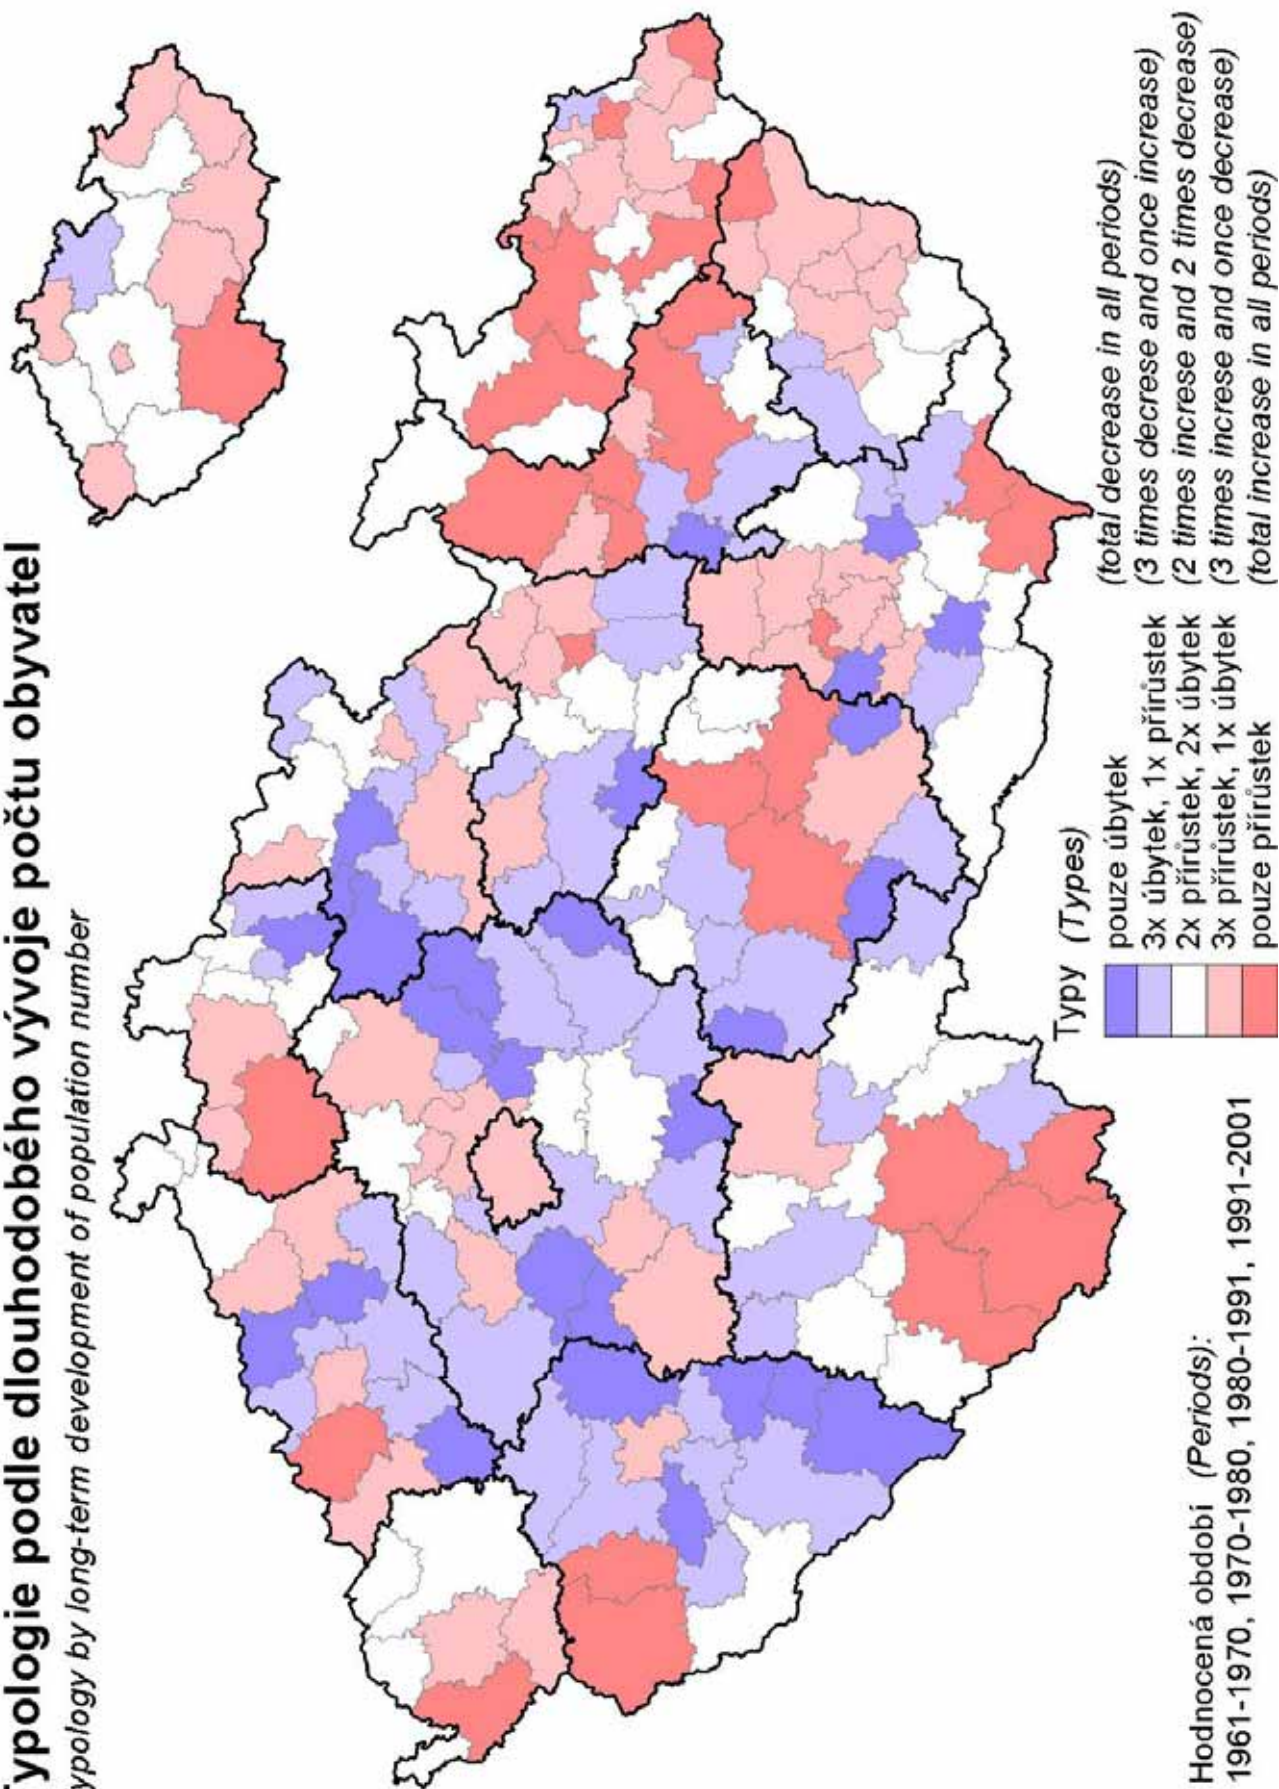 ypologie podle dlouhodobého vývoje počtu obyvatel
ypology by long-term development of population number
Typy (Types)
pouze úbytek (total decrease in all periods)
3x úbytek, 1x přírůstek (3 times decrese and once increase)
2x přírůstek, 2x úbytek (2 times increse and 2 times decrease)
3x přírůstek, 1x úbytek (3 times increse and once decrease)
pouze přírůstek (total increase in all periods)
Hodnocená období (Periods):
1961-1970, 1970-1980, 1980-1991, 1991-2001